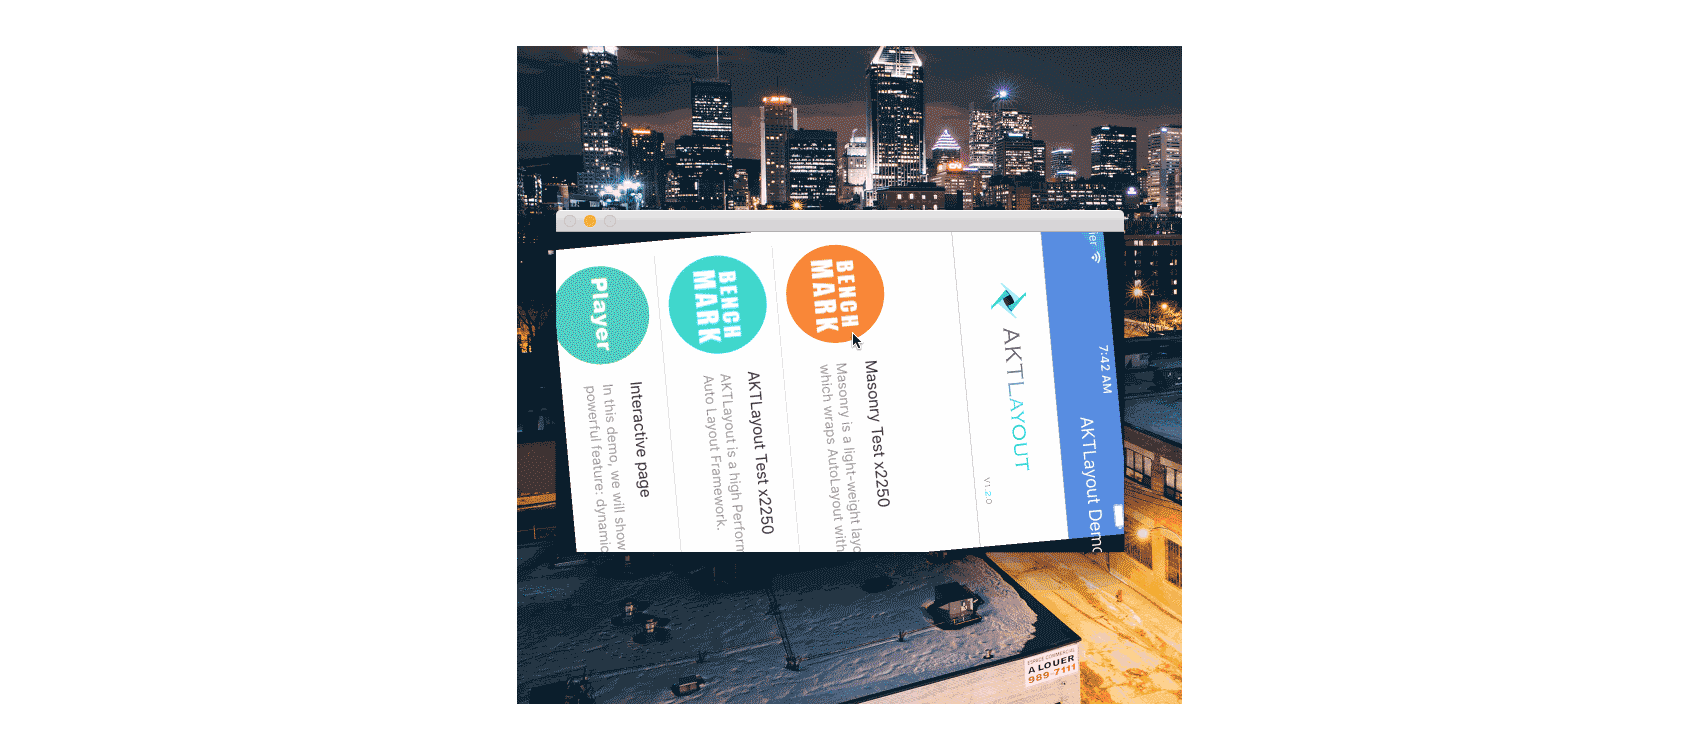 ier
7:42 AM
AKTLayout Demo
AKTLAYOUT
V1.2.0
BENCH
MARK
Masonry Test x2250
Masonry is a light-weight layo
which wraps AutoLayout with
BENCH
MARK
AKTLayout Test x2250
AKTLayout is a high Perform
Auto Layout Framework.
Player
Interactive page
In this demo, we will show
powerful feature: dynamic
ESPACE COMMERCIAL
A LOUER
989-7111